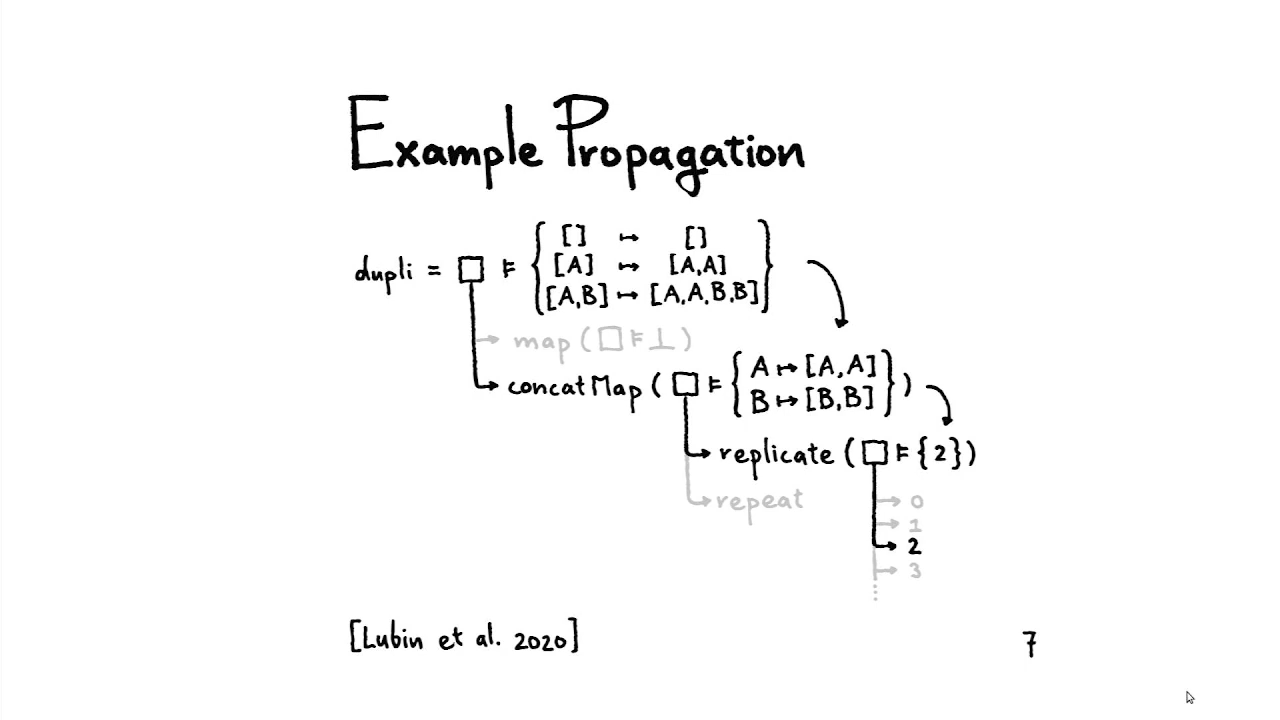 Example Propagation
[] ↦ []
dupli = □ ⊧ { [A] ↦ [A,A] }
[A,B] ↦ [A,A,B,B]
map (□ ⊧ ⊥)
concatMap (□ ⊧ { A ↦ [A,A]
B ↦ [B,B] })
replicate (□ ⊧ {2})
repeat
0
1
2
3
⋮
[Lubin et al. 2020]
7